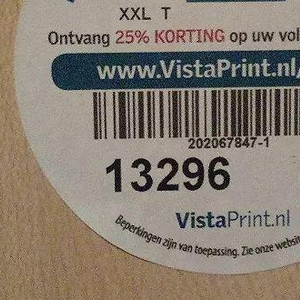 XXL T
Ontvang 25% KORTING op uw vol
www.VistaPrint.nl/
202067847-1
13296
VistaPrint.nl
Beperkingen zijn van toepassing. Zie onze websi